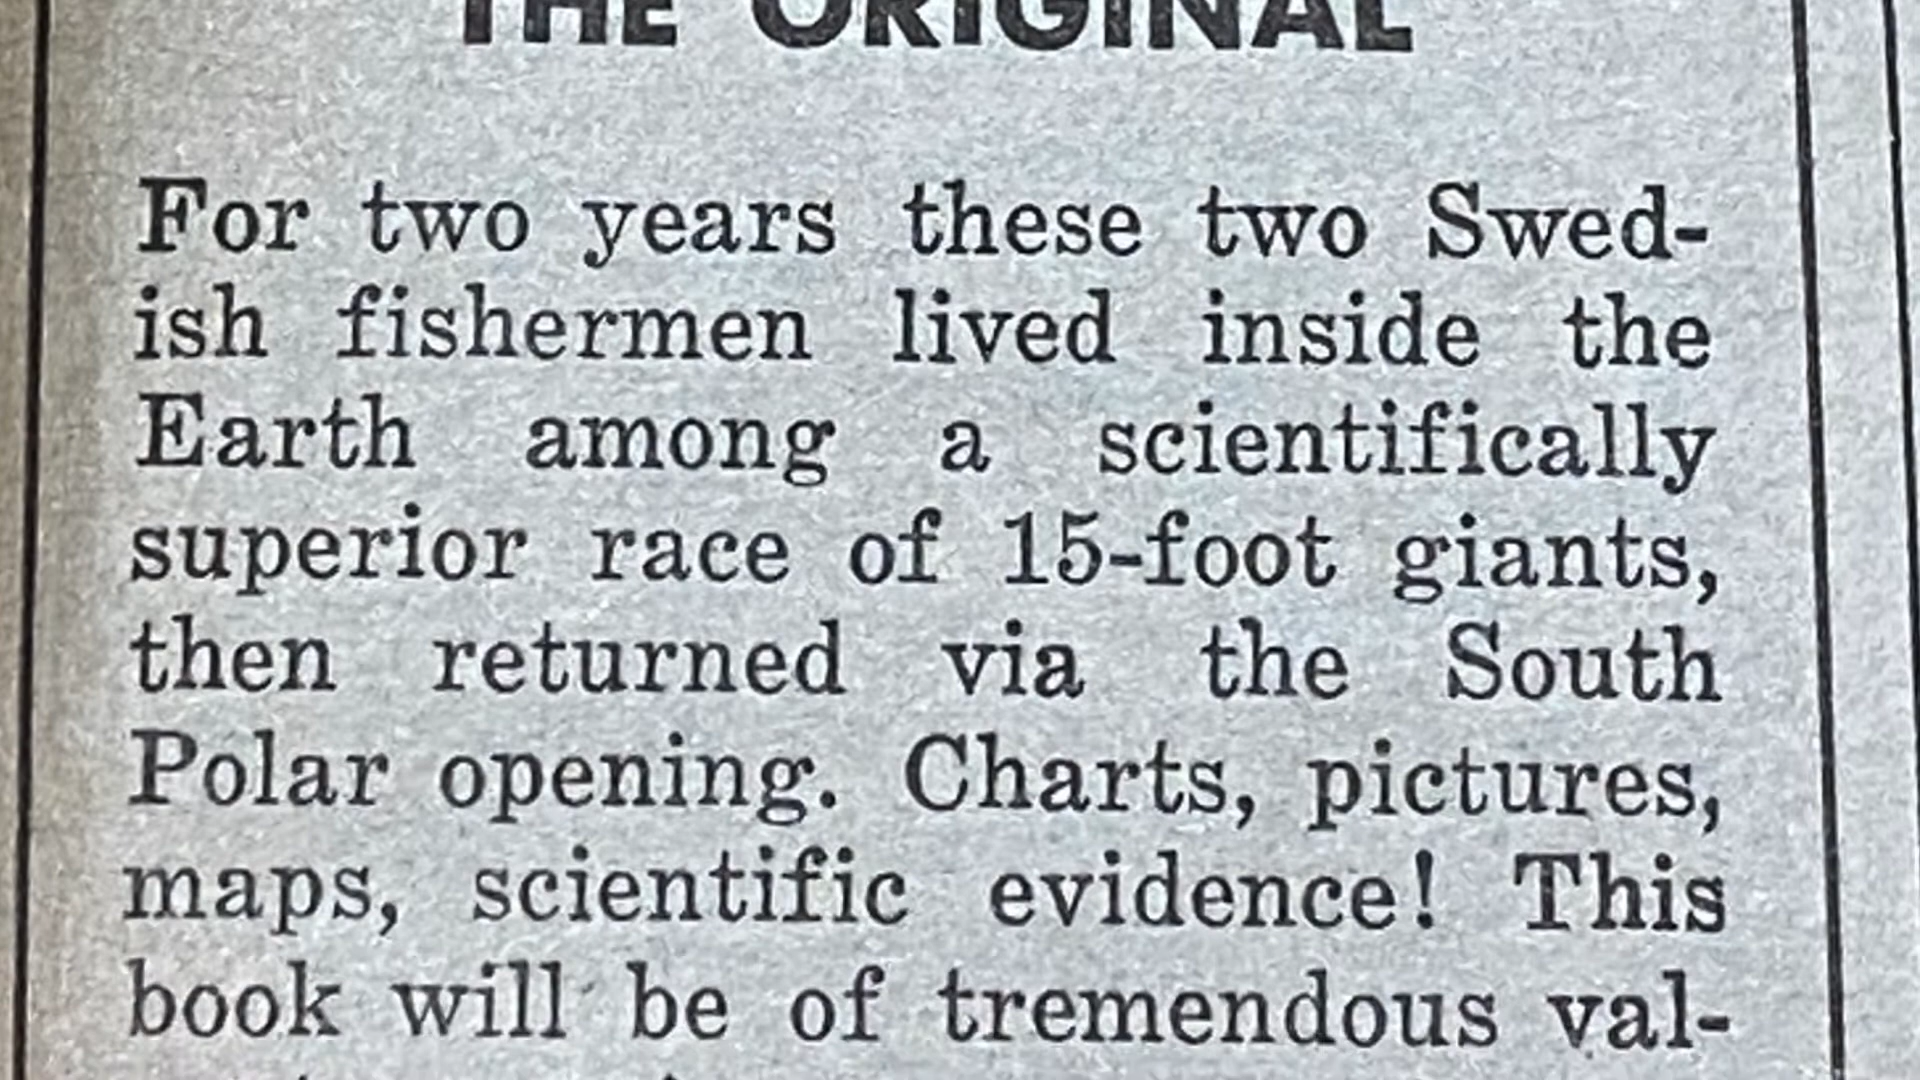 THE ORIGINAL
For two years these two Swed-
ish fishermen lived inside the
Earth among a scientifically
superior race of 15-foot giants,
then returned via the South
Polar opening. Charts, pictures,
maps, scientific evidence! This
book will be of tremendous val-